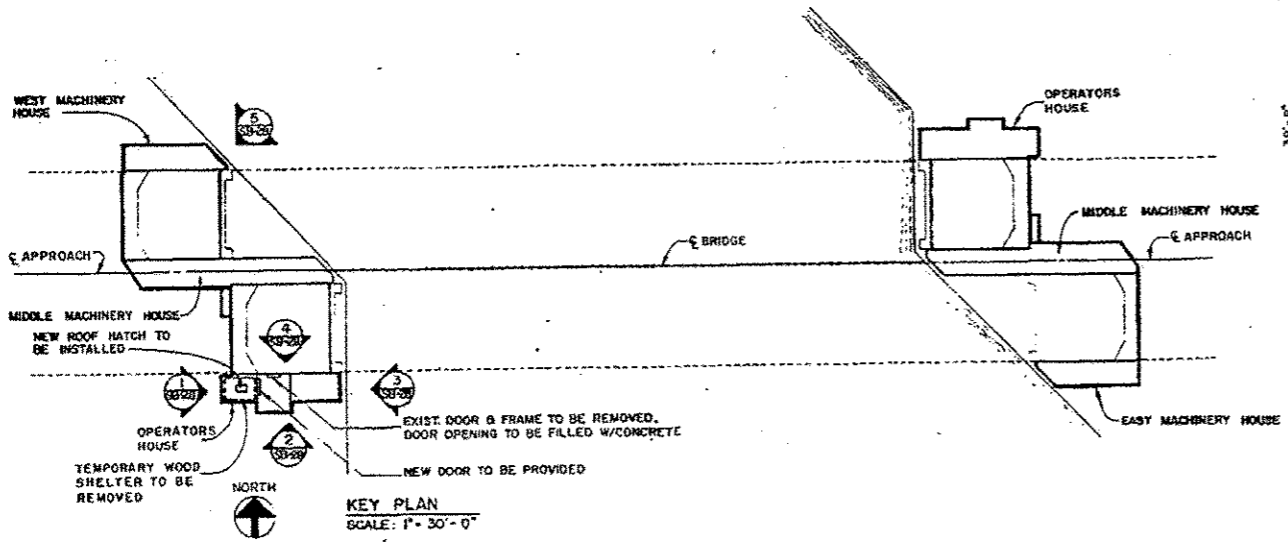 WEST MACHINERY
HOUSE
5
SB-28
OPERATORS
HOUSE
MIDDLE MACHINERY HOUSE
℄ APPROACH
℄ BRIDGE
℄ APPROACH
MIDDLE MACHINERY HOUSE
NEW ROOF HATCH TO
BE INSTALLED
4
SB-28
1
SB-28
3
SB-28
OPERATORS
HOUSE
2
SB-28
EXIST. DOOR & FRAME TO BE REMOVED.
DOOR OPENING TO BE FILLED W/CONCRETE
EAST MACHINERY HOUSE
TEMPORARY WOOD
SHELTER TO BE
REMOVED
NEW DOOR TO BE PROVIDED
NORTH
KEY PLAN
SCALE: 1"= 30'-0"